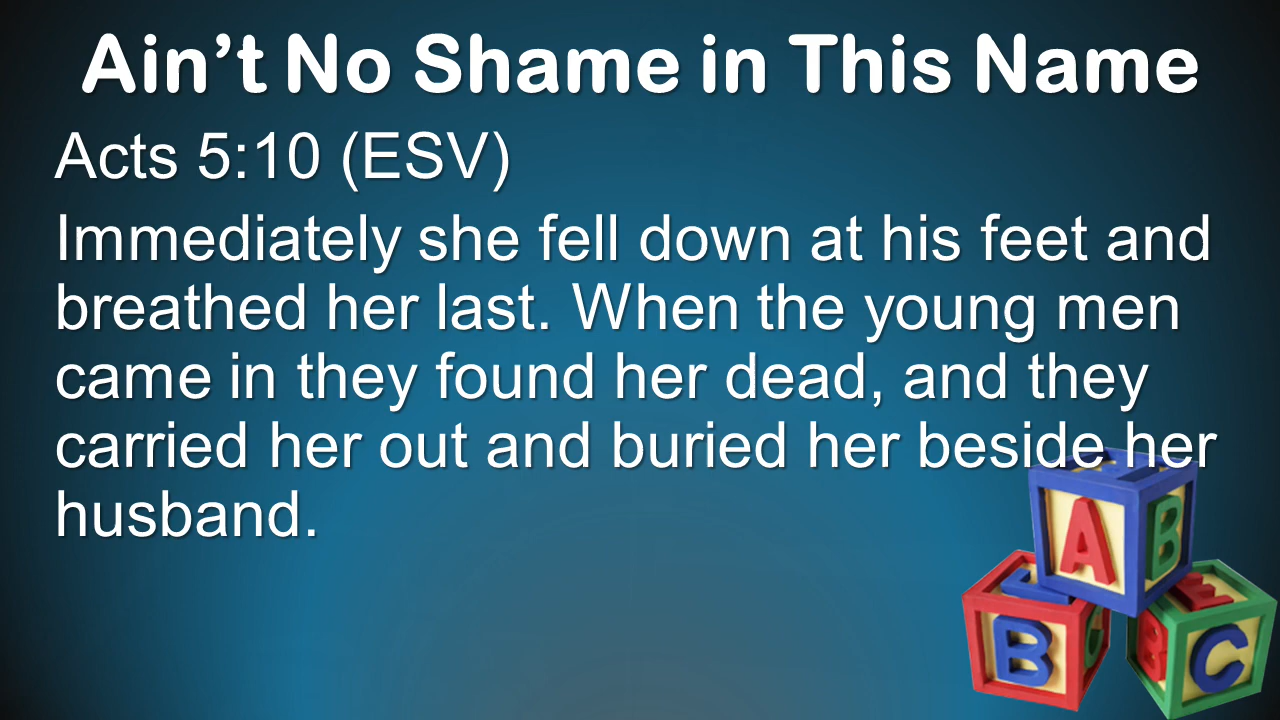 Ain’t No Shame in This Name
Acts 5:10 (ESV)
Immediately she fell down at his feet and
breathed her last. When the young men
came in they found her dead, and they
carried her out and buried her beside her
husband.
A B
B C
B E C